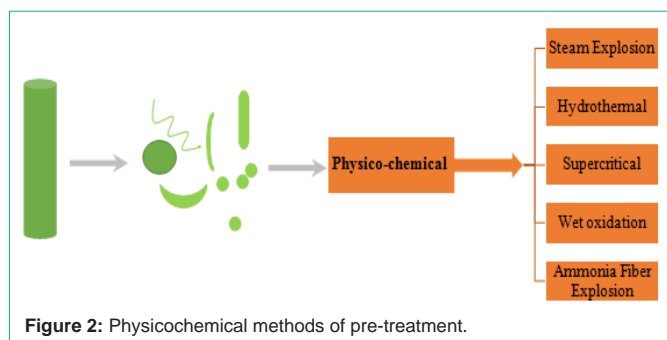 Steam Explosion
Hydrothermal
Physico-chemical
Supercritical
Wet oxidation
Ammonia Fiber
Explosion
Figure 2: Physicochemical methods of pre-treatment.